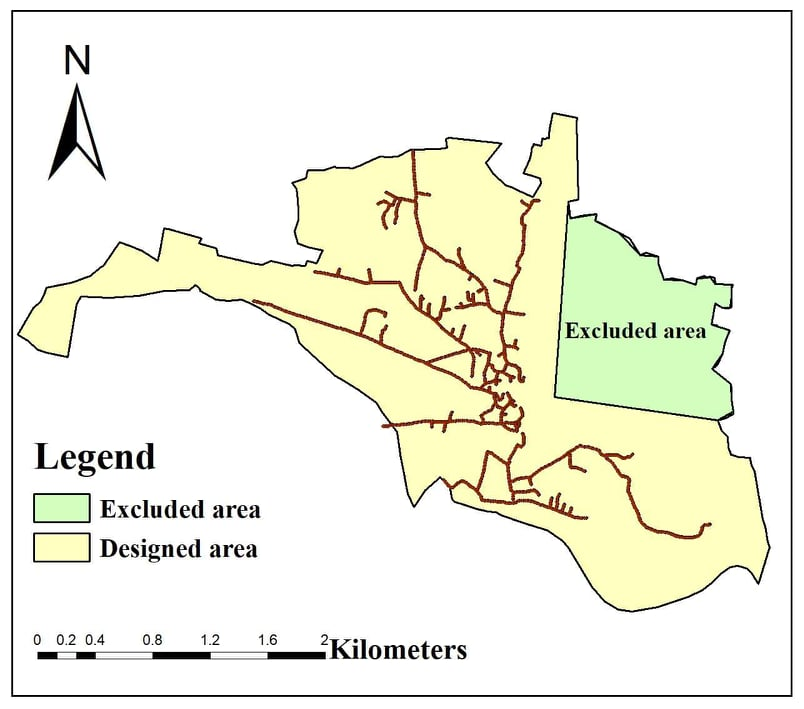 N
Excluded area
Legend
Excluded area
Designed area
0 0.2 0.4 0.8 1.2 1.6 2 Kilometers